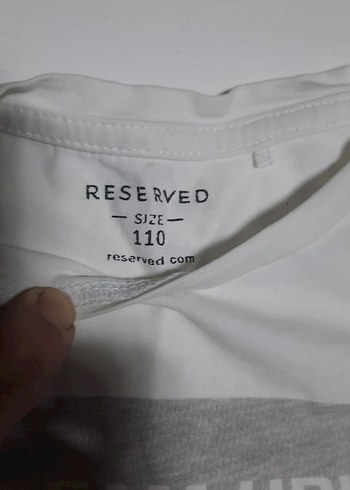 RESERVED
— SIZE —
110
reserved.com